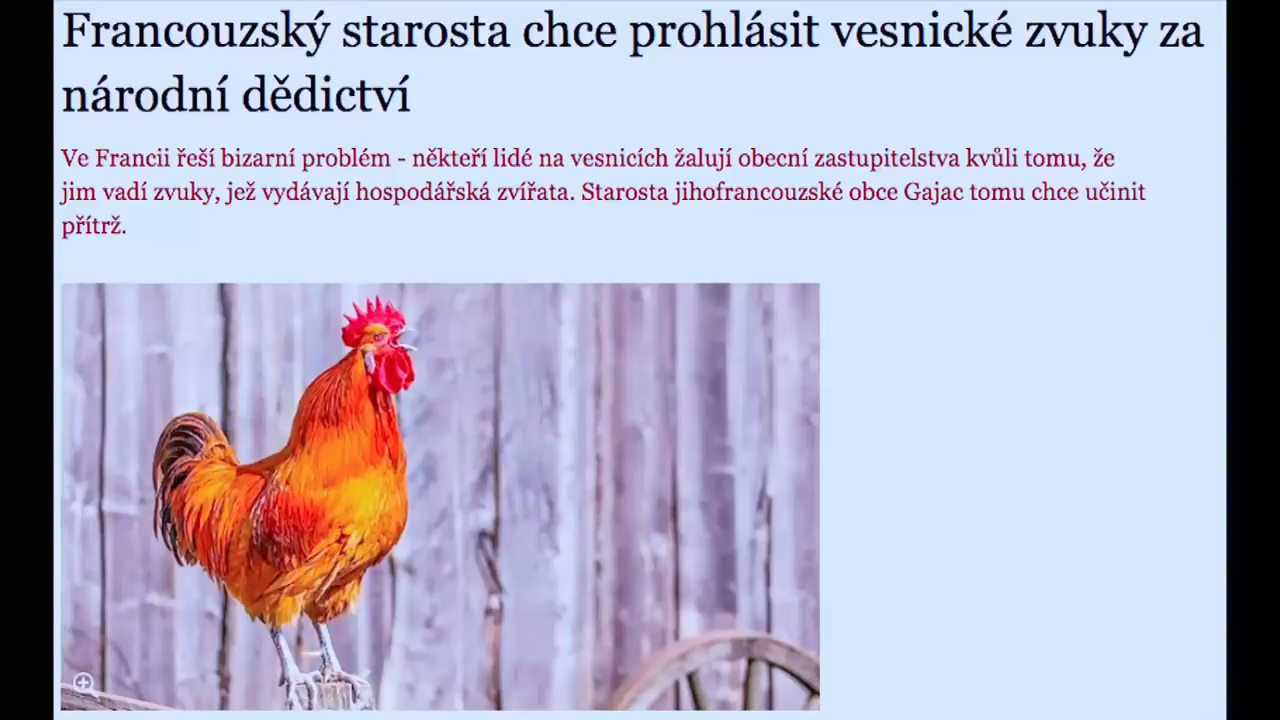 Francouzský starosta chce prohlásit vesnické zvuky za
národní dědictví
Ve Francii řeší bizarní problém - někteří lidé na vesnicích žalují obecní zastupitelstva kvůli tomu, že
jim vadí zvuky, jež vydávají hospodářská zvířata. Starosta jihofrancouzské obce Gajac tomu chce učinit
přítrž.